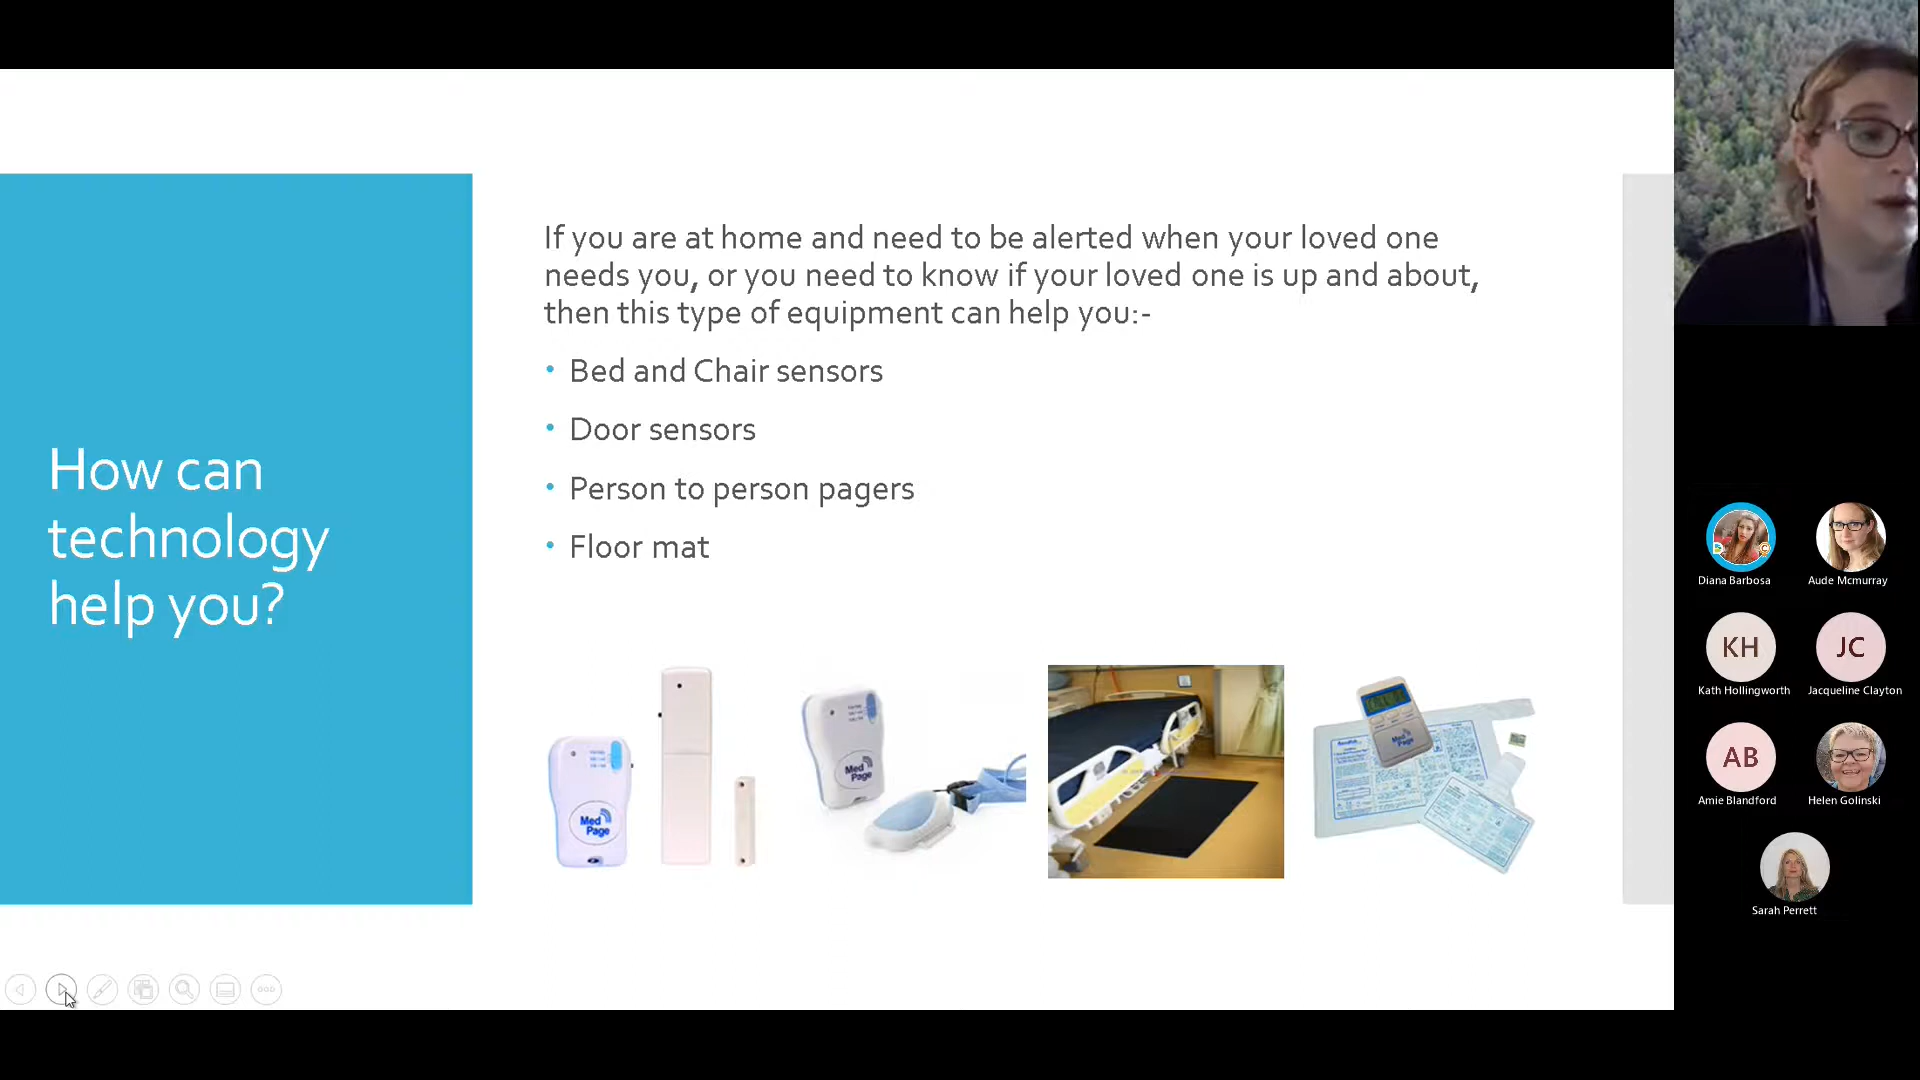 How can
technology
help you?
If you are at home and need to be alerted when your loved one
needs you, or you need to know if your loved one is up and about,
then this type of equipment can help you:-
• Bed and Chair sensors
• Door sensors
• Person to person pagers
• Floor mat
Med
Page
Med
Page
Med
Page
Diana Barbosa
Aude Mcmurray
KH
Kath Hollingworth
JC
Jacqueline Clayton
AB
Amie Blandford
Helen Golinski
Sarah Perrett